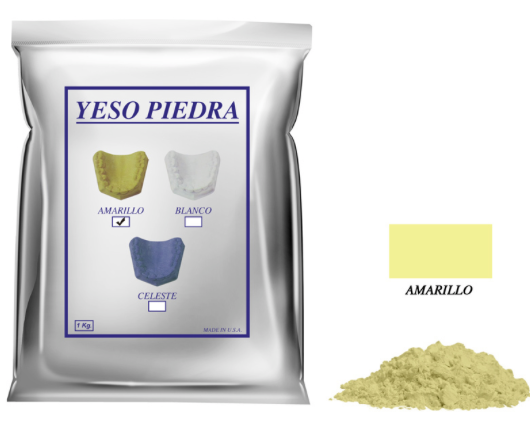 YESO PIEDRA
AMARILLO
BLANCO
CELESTE
1 Kg.
MADE IN U.S.A.
AMARILLO